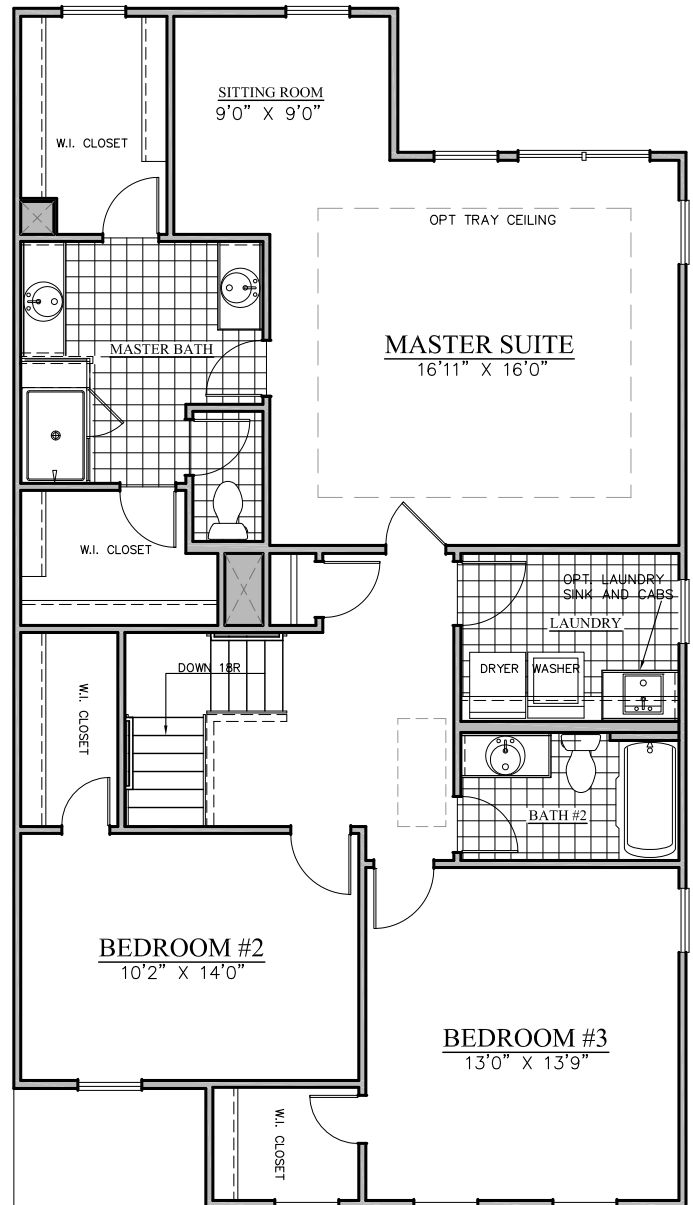 SITTING ROOM
9'0" X 9'0"
W.I. CLOSET
OPT TRAY CEILING
MASTER BATH
MASTER SUITE
16'11" X 16'0"
W.I. CLOSET
OPT. LAUNDRY
SINK AND CABS
LAUNDRY
DOWN 18R
DRYER
WASHER
W.I. CLOSET
BATH #2
BEDROOM #2
10'2" X 14'0"
BEDROOM #3
13'0" X 13'9"
W.I. CLOSET